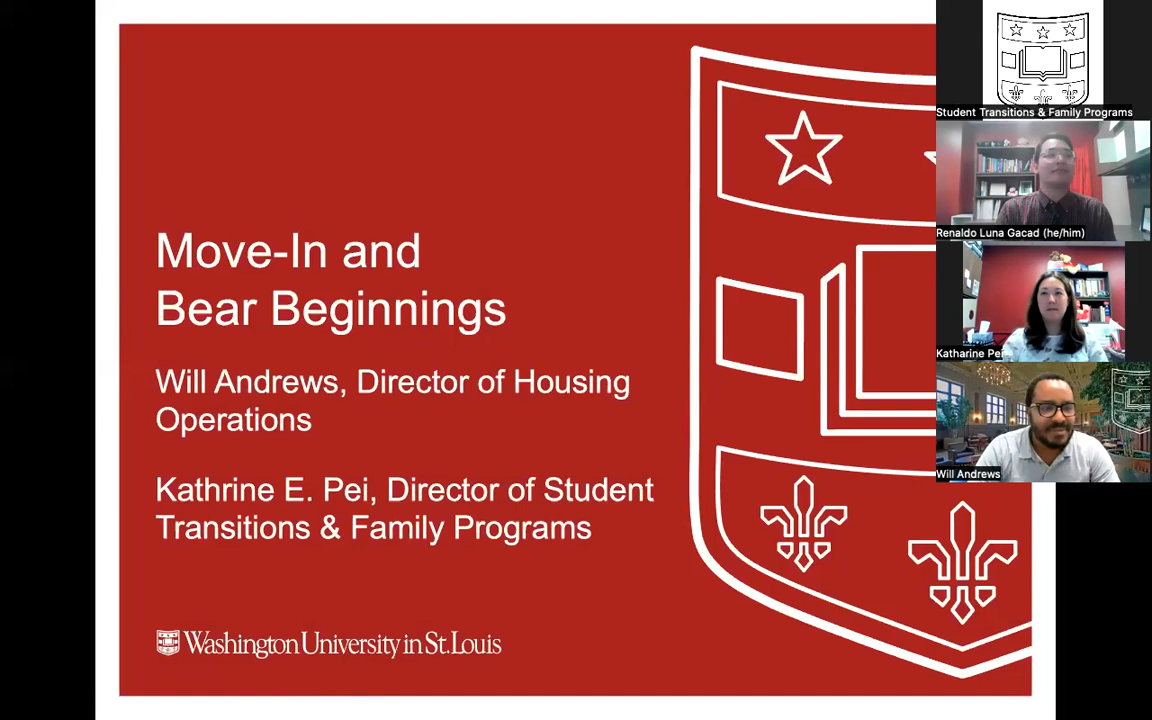 Move-In and
Bear Beginnings
Will Andrews, Director of Housing
Operations
Kathrine E. Pei, Director of Student
Transitions & Family Programs
Washington University in St. Louis
Student Transitions & Family Programs
Renaldo Luna Gacad (he/him)
Katharine Pei
Will Andrews